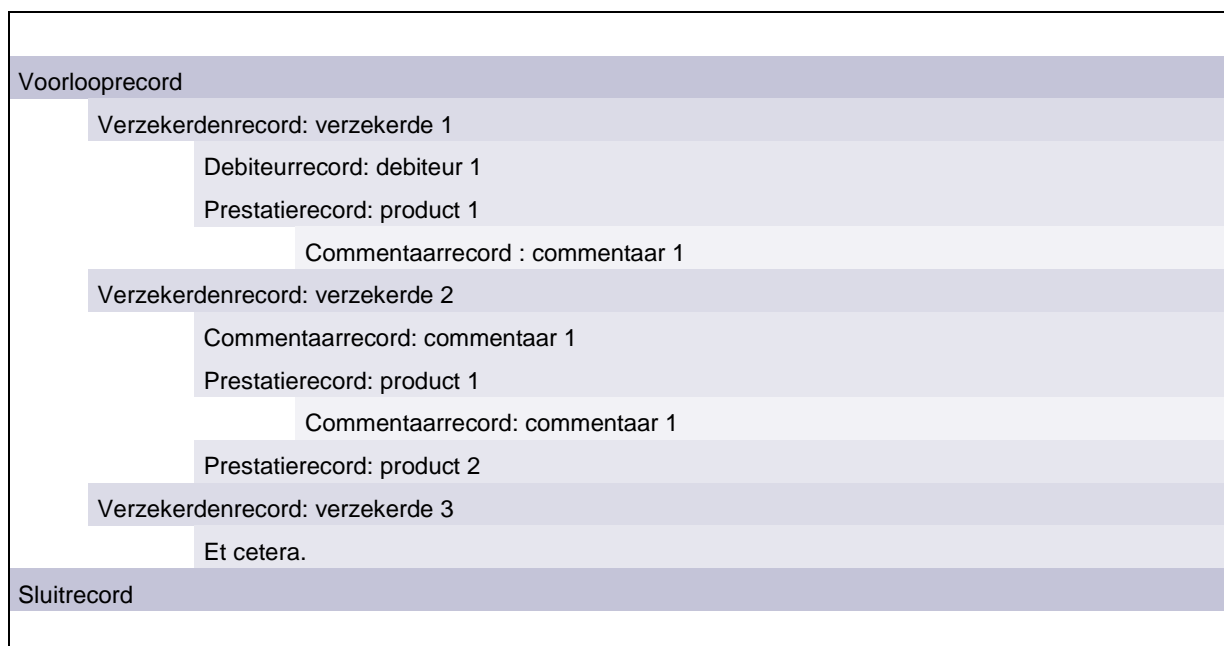 Voorlooprecord
Verzekerdenrecord: verzekerde 1
Debiteurrecord: debiteur 1
Prestatierecord: product 1
Commentaarrecord : commentaar 1
Verzekerdenrecord: verzekerde 2
Commentaarrecord: commentaar 1
Prestatierecord: product 1
Commentaarrecord: commentaar 1
Prestatierecord: product 2
Verzekerdenrecord: verzekerde 3
Et cetera.
Sluitrecord